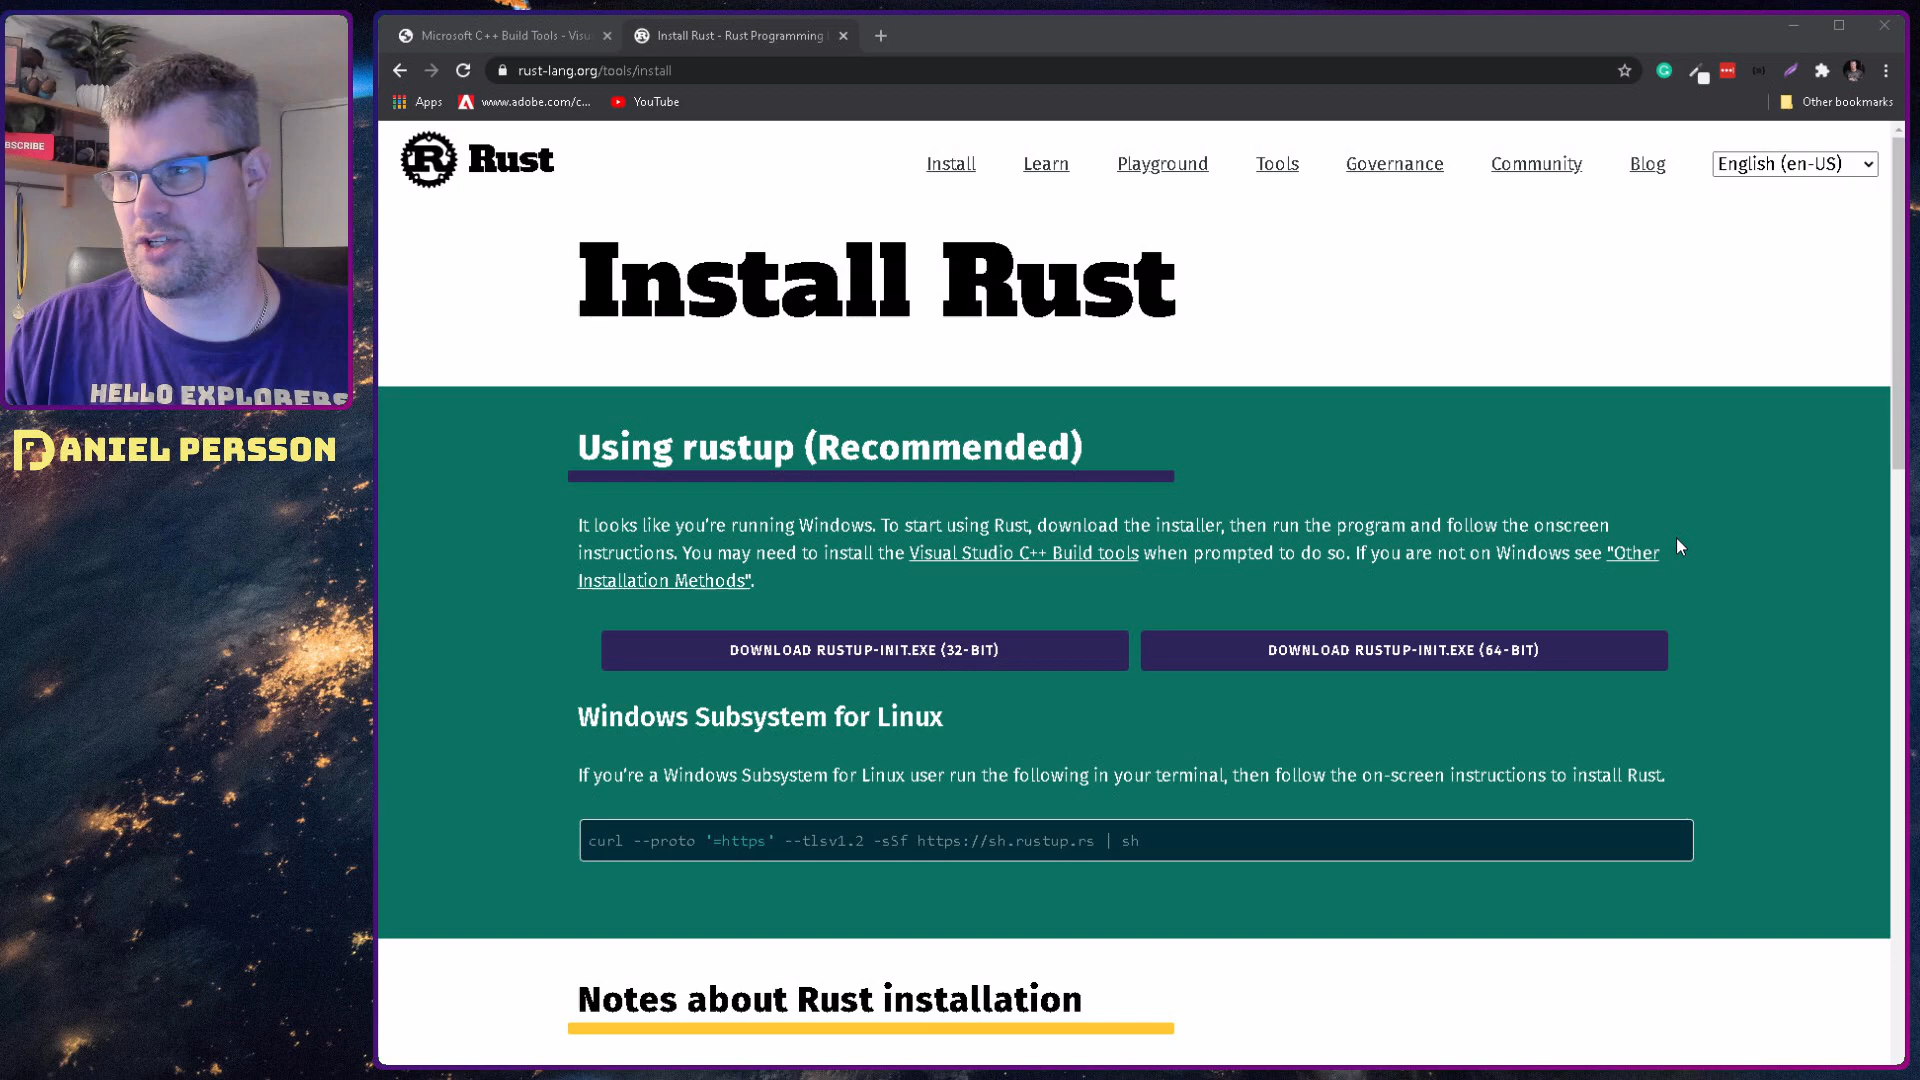 BSCRIBE
HELLO EXPLORERS
DANIEL PERSSON
Microsoft C++ Build Tools - Visu
Install Rust - Rust Programming
rust-lang.org/tools/install
Apps
www.adobe.com/c...
YouTube
Other bookmarks
Rust
Install
Learn
Playground
Tools
Governance
Community
Blog
English (en-US)
Install Rust
Using rustup (Recommended)
It looks like you're running Windows. To start using Rust, download the installer, then run the program and follow the onscreen
instructions. You may need to install the Visual Studio C++ Build tools when prompted to do so. If you are not on Windows see "Other
Installation Methods".
DOWNLOAD RUSTUP-INIT.EXE (32-BIT)
DOWNLOAD RUSTUP-INIT.EXE (64-BIT)
Windows Subsystem for Linux
If you're a Windows Subsystem for Linux user run the following in your terminal, then follow the on-screen instructions to install Rust.
curl --proto '=https' --tlsv1.2 -sSf https://sh.rustup.rs | sh
Notes about Rust installation